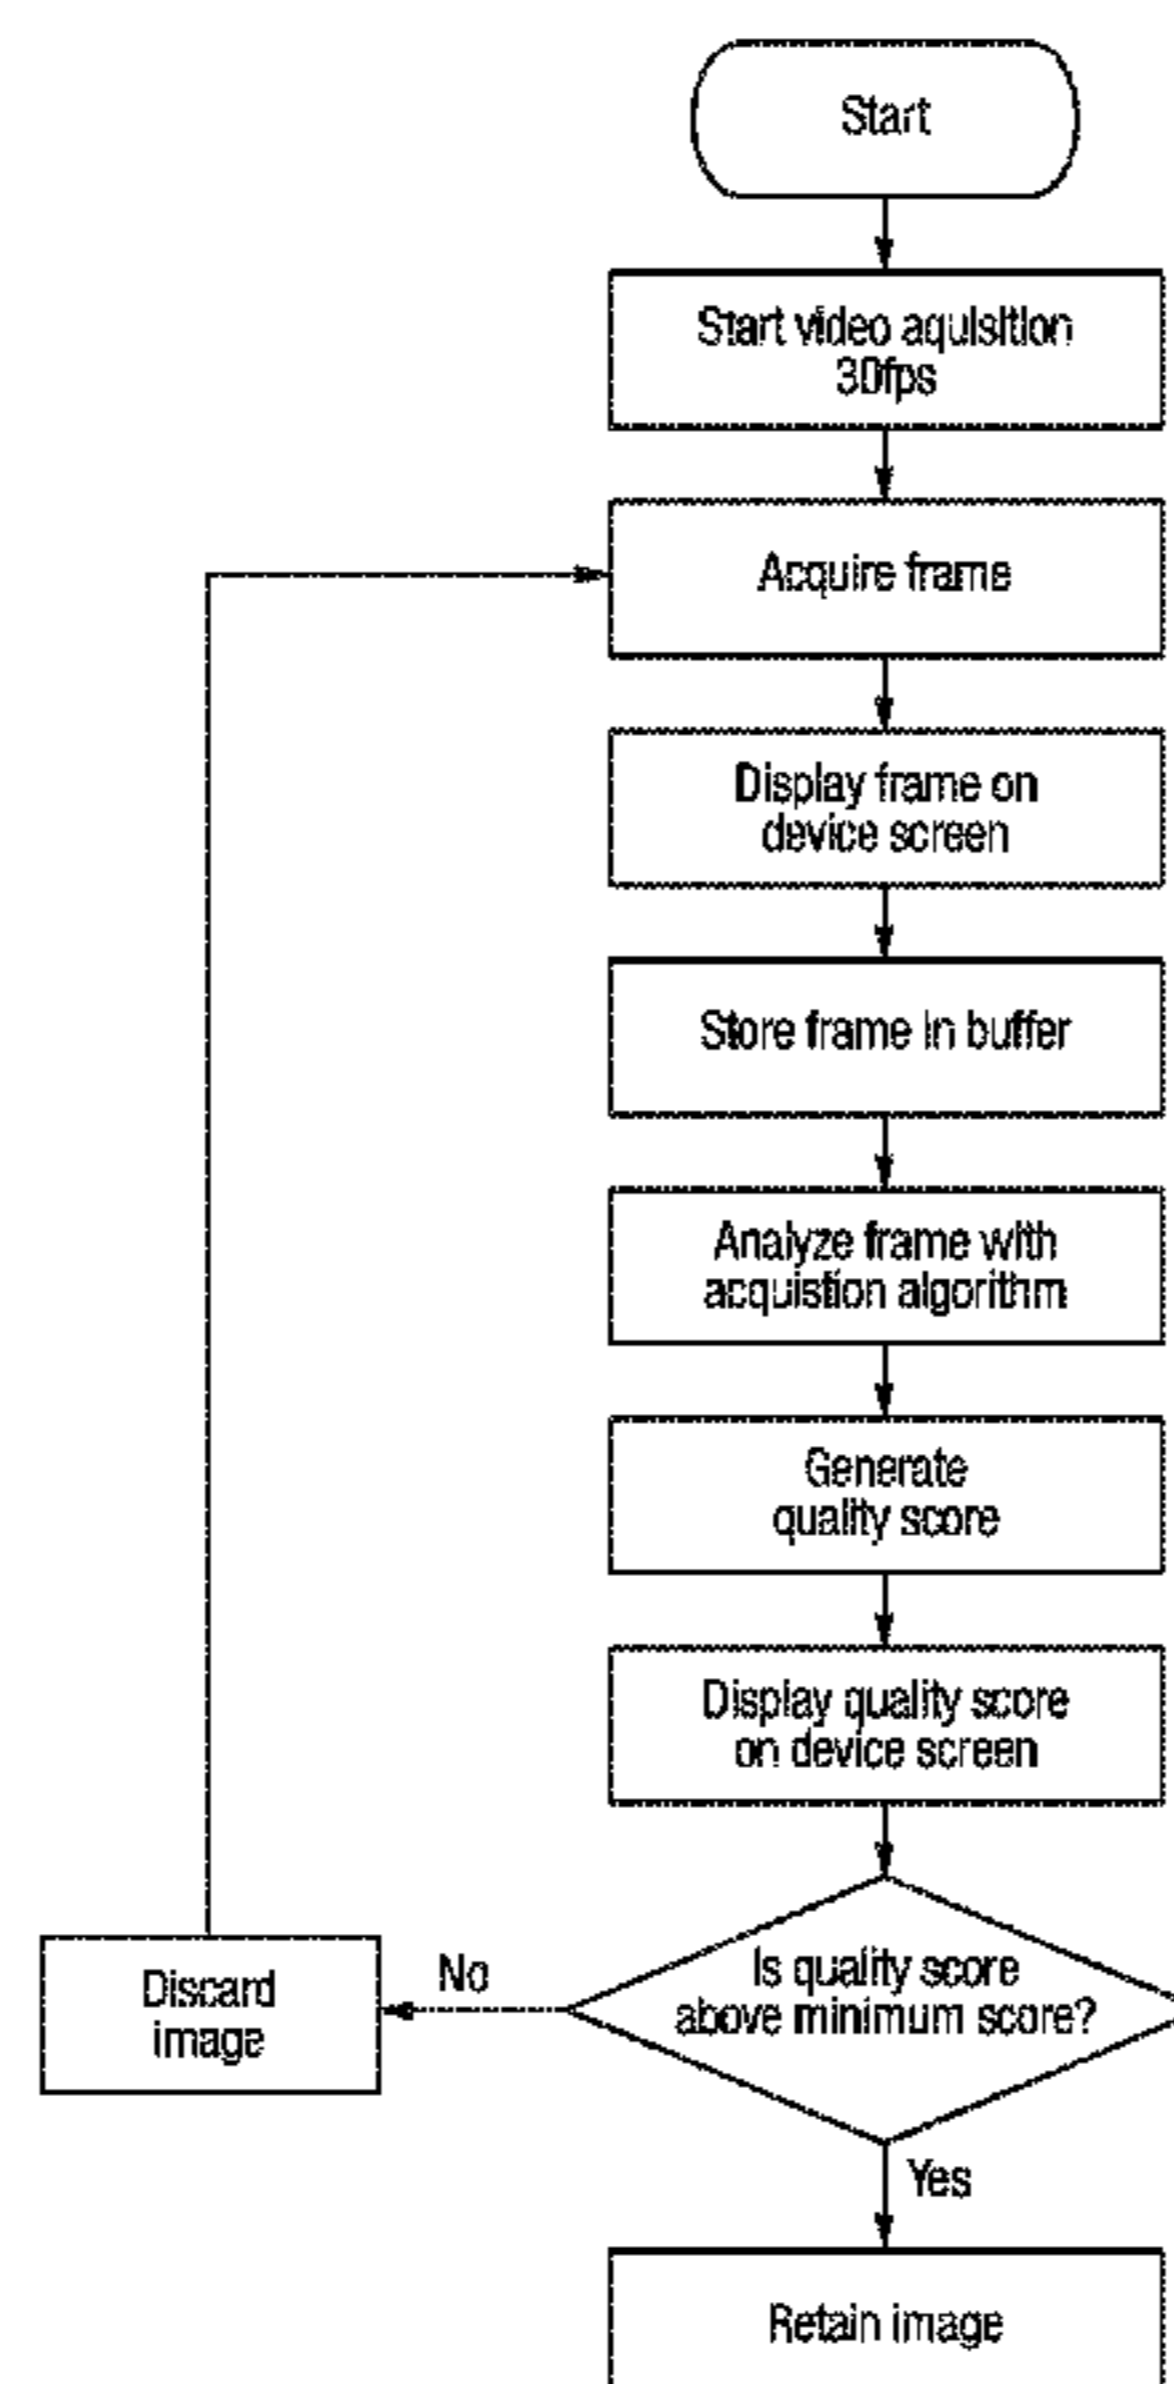 Start
Start video aquisition
30fps
Acquire frame
Display frame on
device screen
Store frame in buffer
Analyze frame with
acquistion algorithm
Generate
quality score
Display quality score
on device screen
Is quality score
above minimum score?
No
Discard
image
Yes
Retain image